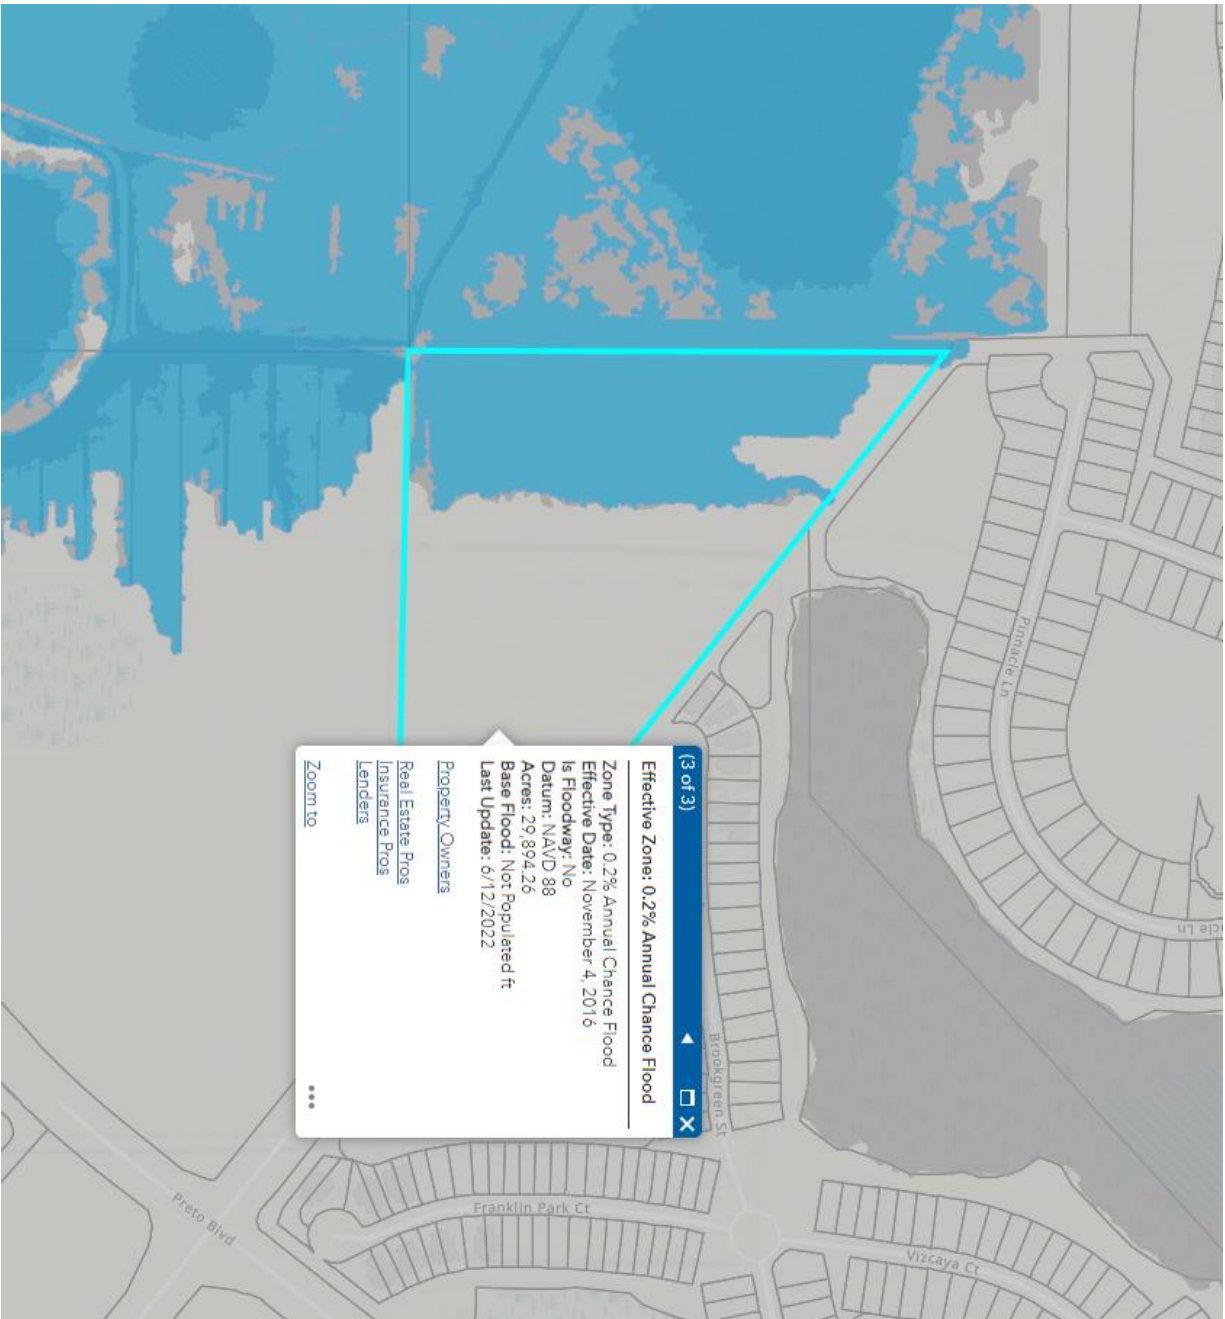 (3 of 3)
Effective Zone: 0.2% Annual Chance Flood
Zone Type: 0.2% Annual Chance Flood
Effective Date: November 4, 2016
Is Floodway: No
Datum: NAVD 88
Acres: 29,894.26
Base Flood: Not Populated ft
Last Update: 6/12/2022
Property Owners
Real Estate Pros
Insurance Pros
Lenders
Zoom to
Pinnacle Ln
acle Ln
Brookgreen St
Franklin Park Ct
Vizcaya Ct
Preto Blvd